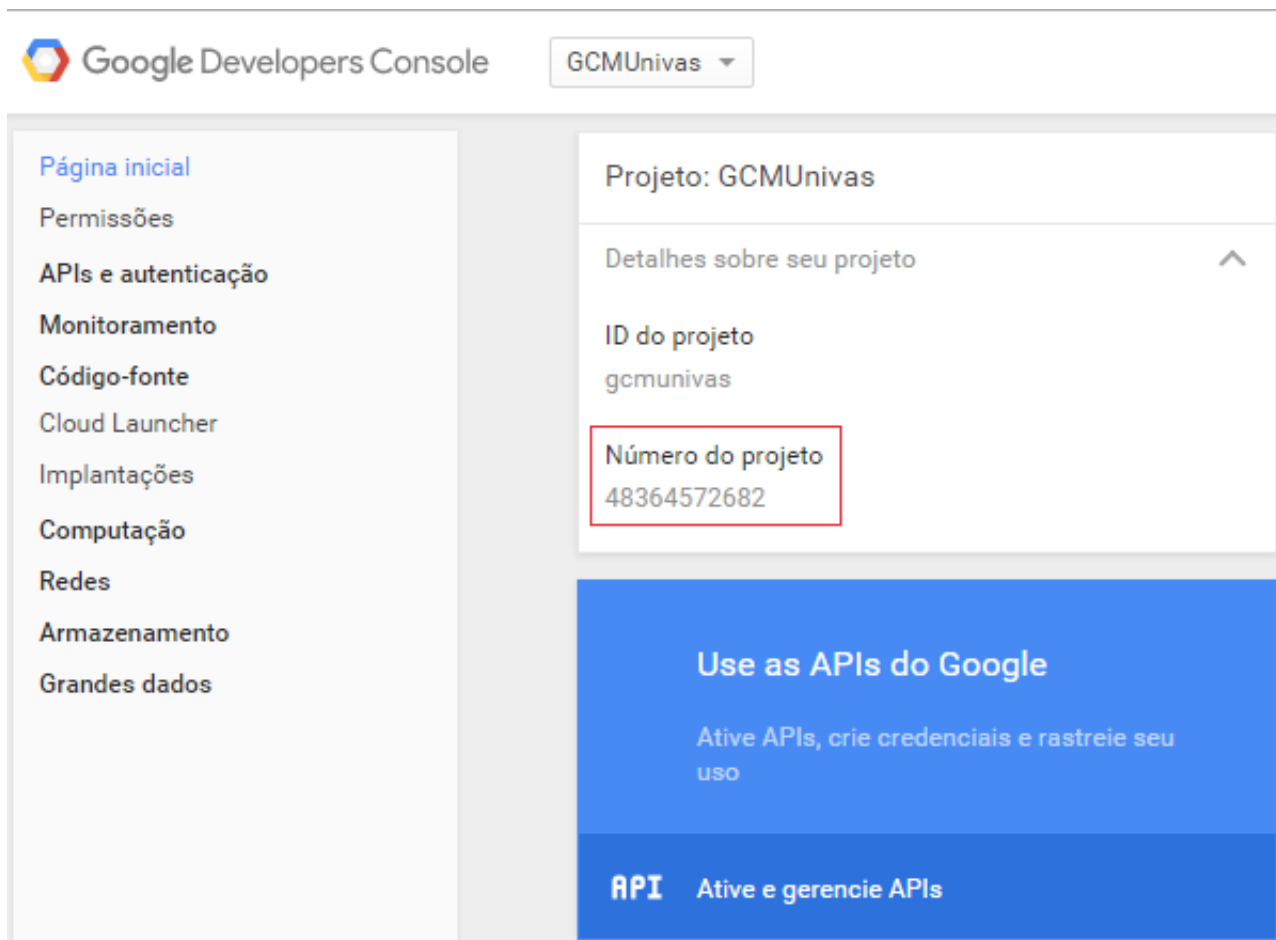 Google Developers Console
GCMUnivas
Página inicial
Permissões
APIs e autenticação
Monitoramento
Código-fonte
Cloud Launcher
Implantações
Computação
Redes
Armazenamento
Grandes dados
Projeto: GCMUnivas
Detalhes sobre seu projeto
ID do projeto
gcmunivas
Número do projeto
48364572682
Use as APIs do Google
Ative APIs, crie credenciais e rastreie seu
uso
API Ative e gerencie APIs